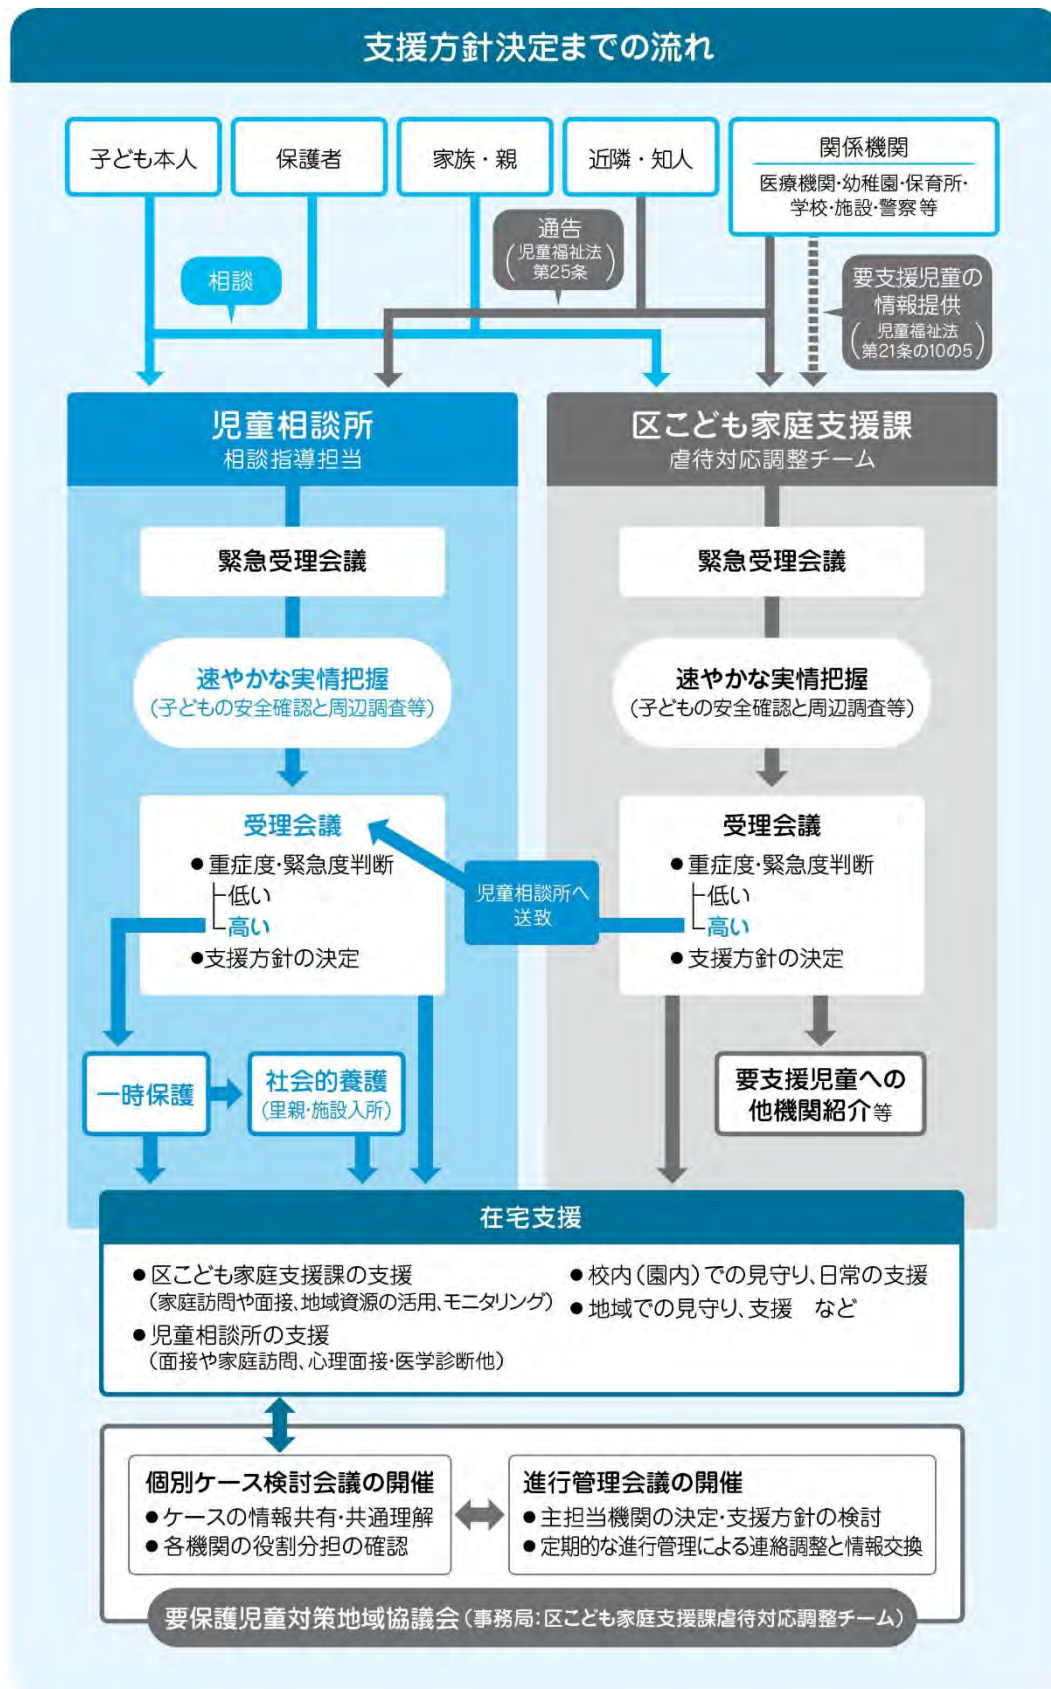 支援方針決定までの流れ
子ども本人
保護者
家族・親
近隣・知人
関係機関
医療機関・幼稚園・保育所・
学校・施設・警察等
相談
通告
(児童福祉法
第25条)
要支援児童の
情報提供
(児童福祉法
第21条の10の5)
児童相談所
相談指導担当
緊急受理会議
速やかな実情把握
(子どもの安全確認と周辺調査等)
受理会議
●重症度・緊急度判断
├低い
└高い
●支援方針の決定
児童相談所へ
送致
一時保護
社会的養護
(里親・施設入所)
区こども家庭支援課
虐待対応調整チーム
緊急受理会議
速やかな実情把握
(子どもの安全確認と周辺調査等)
受理会議
●重症度・緊急度判断
├低い
└高い
●支援方針の決定
要支援児童への
他機関紹介等
在宅支援
●区こども家庭支援課の支援
(家庭訪問や面接、地域資源の活用、モニタリング)
●児童相談所の支援
(面接や家庭訪問、心理面接・医学診断他)
●校内(園内)での見守り、日常の支援
●地域での見守り、支援 など
個別ケース検討会議の開催
●ケースの情報共有・共通理解
●各機関の役割分担の確認
進行管理会議の開催
●主担当機関の決定・支援方針の検討
●定期的な進行管理による連絡調整と情報交換
要保護児童対策地域協議会(事務局:区こども家庭支援課虐待対応調整チーム)